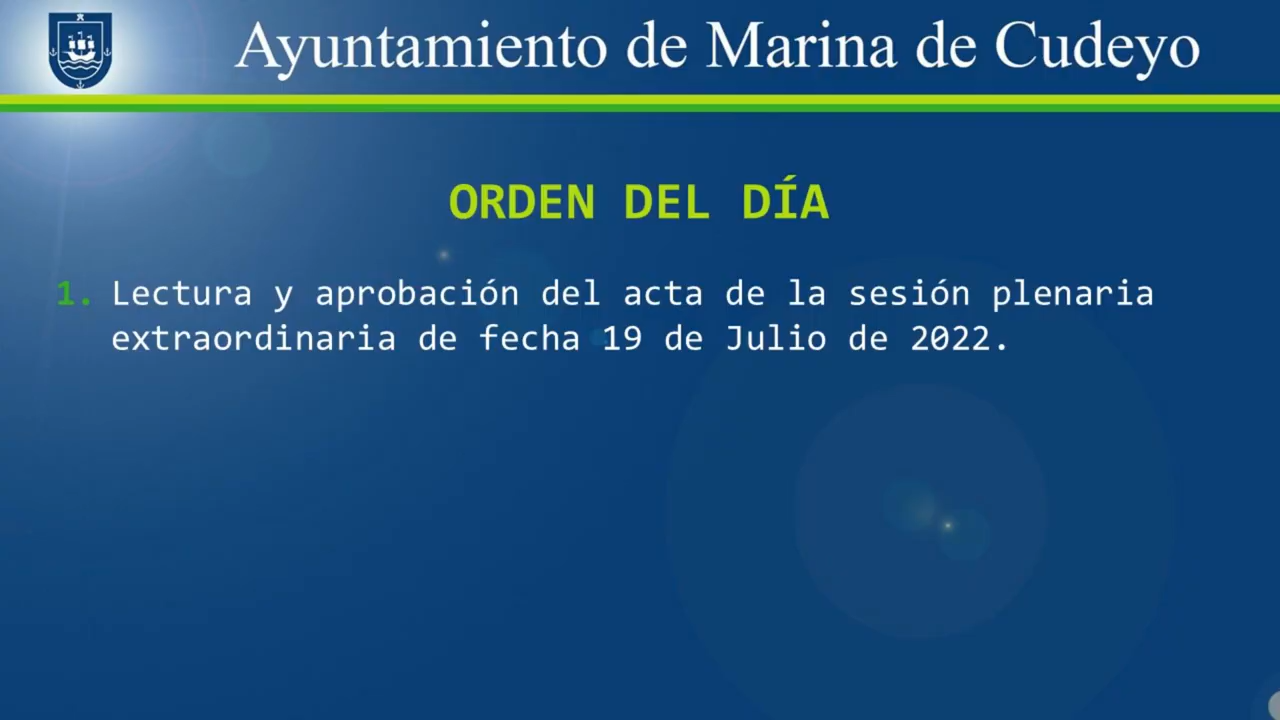 Ayuntamiento de Marina de Cudeyo
ORDEN DEL DÍA
1. Lectura y aprobación del acta de la sesión plenaria
extraordinaria de fecha 19 de Julio de 2022.